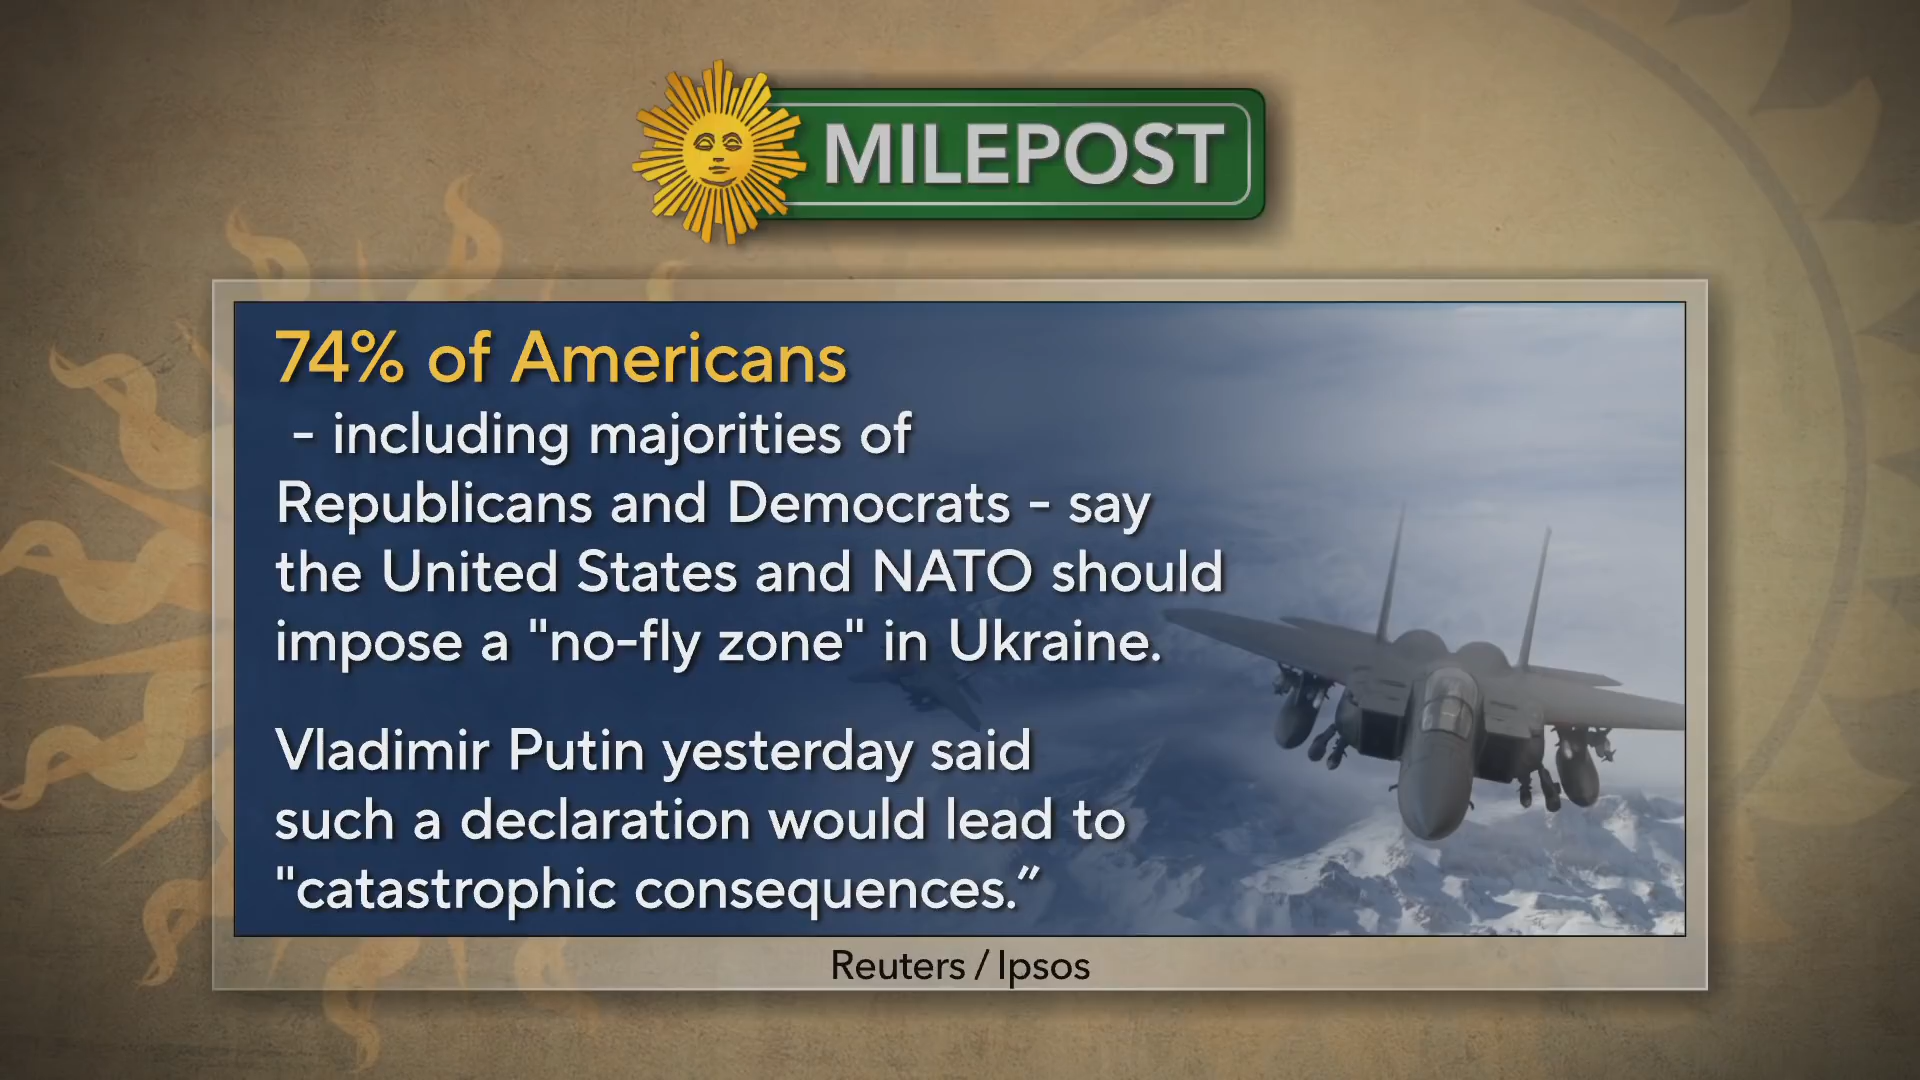 MILEPOST
74% of Americans
- including majorities of
Republicans and Democrats - say
the United States and NATO should
impose a "no-fly zone" in Ukraine.
Vladimir Putin yesterday said
such a declaration would lead to
"catastrophic consequences.”
Reuters / Ipsos